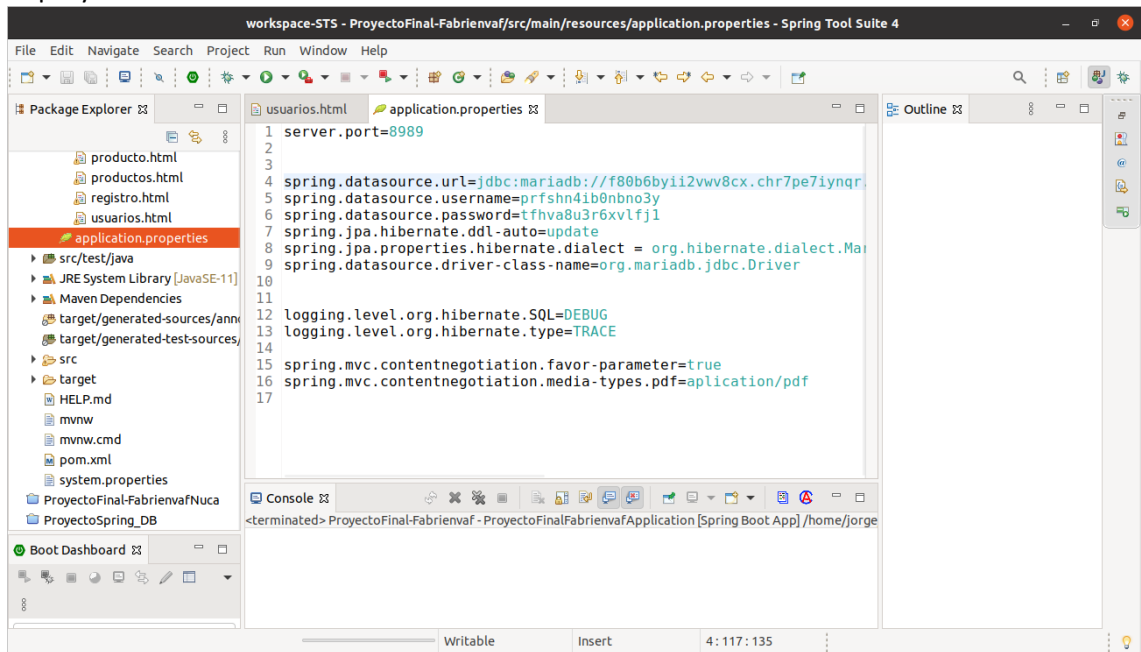 workspace-STS - ProyectoFinal-Fabrienvaf/src/main/resources/application.properties - Spring Tool Suite 4
File Edit Navigate Search Project Run Window Help
Package Explorer
producto.html
productos.html
registro.html
usuarios.html
application.properties
src/test/java
JRE System Library [JavaSE-11]
Maven Dependencies
target/generated-sources/anno
target/generated-test-sources/
src
target
HELP.md
mvnw
mvnw.cmd
pom.xml
system.properties
ProyectoFinal-FabrienvafNuca
ProyectoSpring_DB
Boot Dashboard
usuarios.html application.properties
1 server.port=8989
2
3
4 spring.datasource.url=jdbc:mariadb://f80b6byii2vwv8cx.chr7pe7iynqr.
5 spring.datasource.username=prfshn4ib0nbno3y
6 spring.datasource.password=tfhva8u3r6xvlfj1
7 spring.jpa.hibernate.ddl-auto=update
8 spring.jpa.properties.hibernate.dialect = org.hibernate.dialect.Mar
9 spring.datasource.driver-class-name=org.mariadb.jdbc.Driver
10
11
12 logging.level.org.hibernate.SQL=DEBUG
13 logging.level.org.hibernate.type=TRACE
14
15 spring.mvc.contentnegotiation.favor-parameter=true
16 spring.mvc.contentnegotiation.media-types.pdf=aplication/pdf
17
Console
<terminated> ProyectoFinal-Fabrienvaf - ProyectoFinalFabrienvafApplication [Spring Boot App] /home/jorge
Outline
Writable Insert 4 : 117 : 135